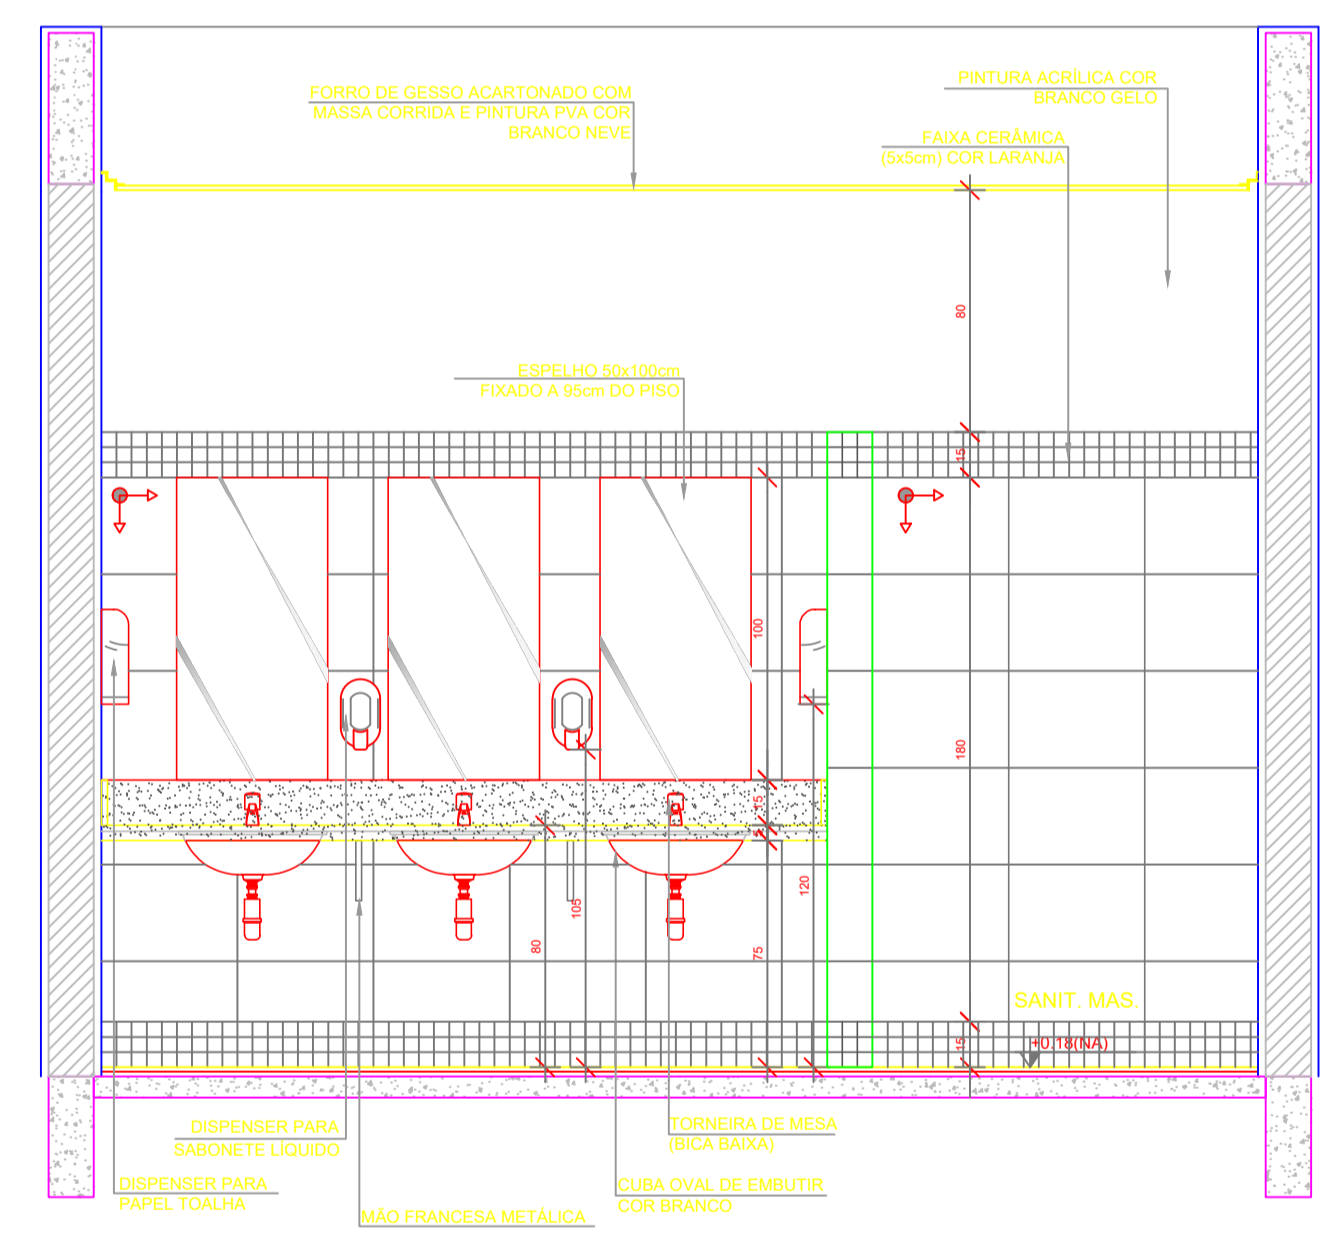 FORRO DE GESSO ACARTONADO COM
MASSA CORRIDA E PINTURA PVA COR
BRANCO NEVE
PINTURA ACRÍLICA COR
BRANCO GELO
FAIXA CERÂMICA
(5x5cm) COR LARANJA
80
ESPELHO 50x100cm
FIXADO A 95cm DO PISO
15
100
180
15
5
120
105
80
75
SANIT. MAS.
+0.18(NA)
15
DISPENSER PARA
SABONETE LÍQUIDO
TORNEIRA DE MESA
(BICA BAIXA)
DISPENSER PARA
PAPEL TOALHA
CUBA OVAL DE EMBUTIR
COR BRANCO
MÃO FRANCESA METÁLICA